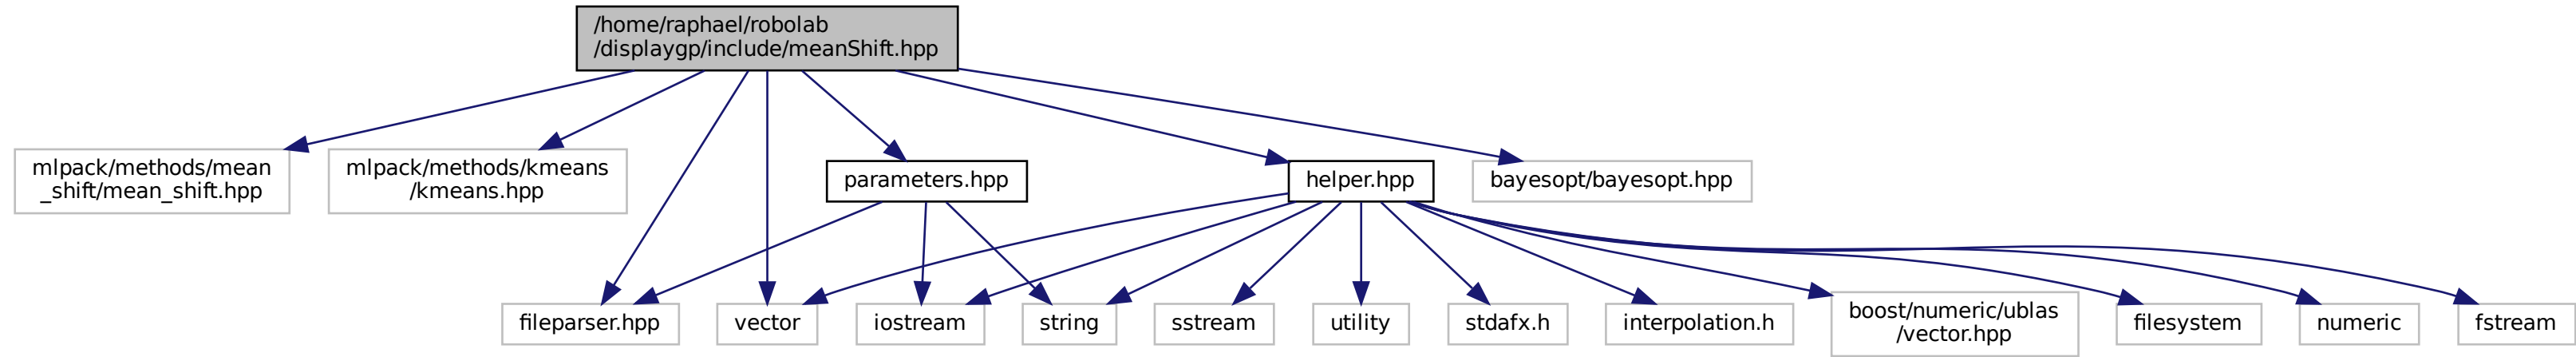 /home/raphael/robolab
/displaygp/include/meanShift.hpp
mlpack/methods/mean
_shift/mean_shift.hpp
mlpack/methods/kmeans
/kmeans.hpp
parameters.hpp
helper.hpp
bayesopt/bayesopt.hpp
fileparser.hpp
vector
iostream
string
sstream
utility
stdafx.h
interpolation.h
boost/numeric/ublas
/vector.hpp
filesystem
numeric
fstream